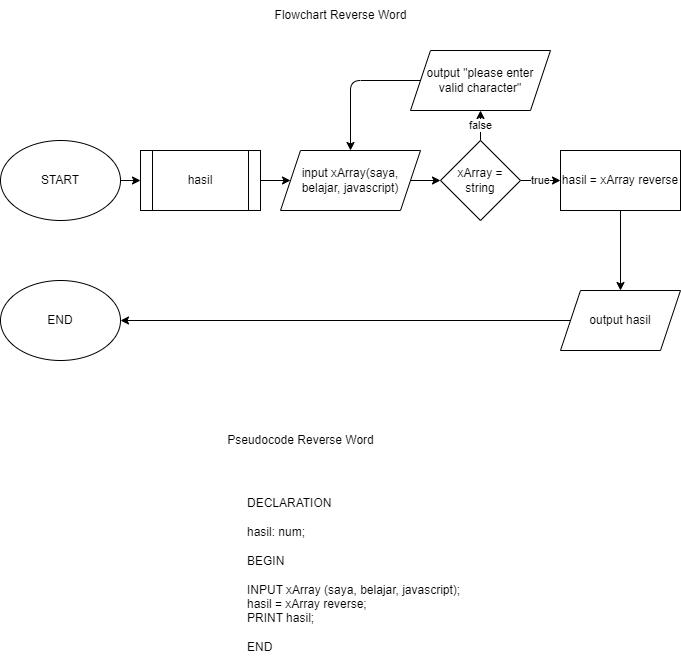 Flowchart Reverse Word
output "please enter
valid character"
false
START
hasil
input xArray(saya,
belajar, javascript)
xArray =
string
true
hasil = xArray reverse
END
output hasil
Pseudocode Reverse Word
DECLARATION
hasil: num;
BEGIN
INPUT xArray (saya, belajar, javascript);
hasil = xArray reverse;
PRINT hasil;
END